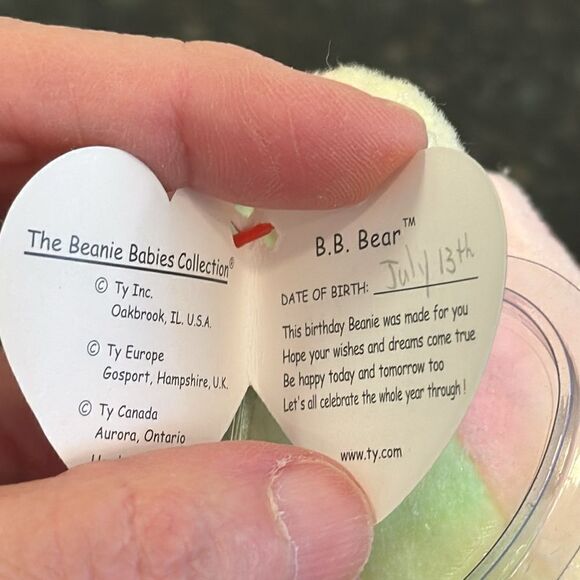 The Beanie Babies Collection®
© Ty Inc.
Oakbrook, IL. U.S.A.
© Ty Europe
Gosport, Hampshire, U.K.
© Ty Canada
Aurora, Ontario
B.B. Bear™
DATE OF BIRTH: July 13th
This birthday Beanie was made for you
Hope your wishes and dreams come true
Be happy today and tomorrow too
Let's all celebrate the whole year through!
www.ty.com